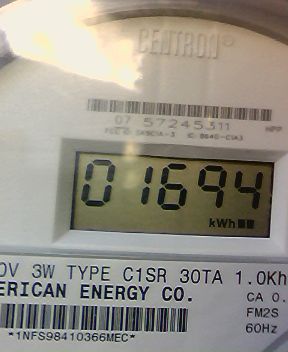 CENTRON®
07 57245311
HPP
01694
kWh
0V 3W TYPE C1SR 30TA 1.0Kh
ERICAN ENERGY CO.
CA 0.
FM2S
60Hz
*1NFS98410366MEC*